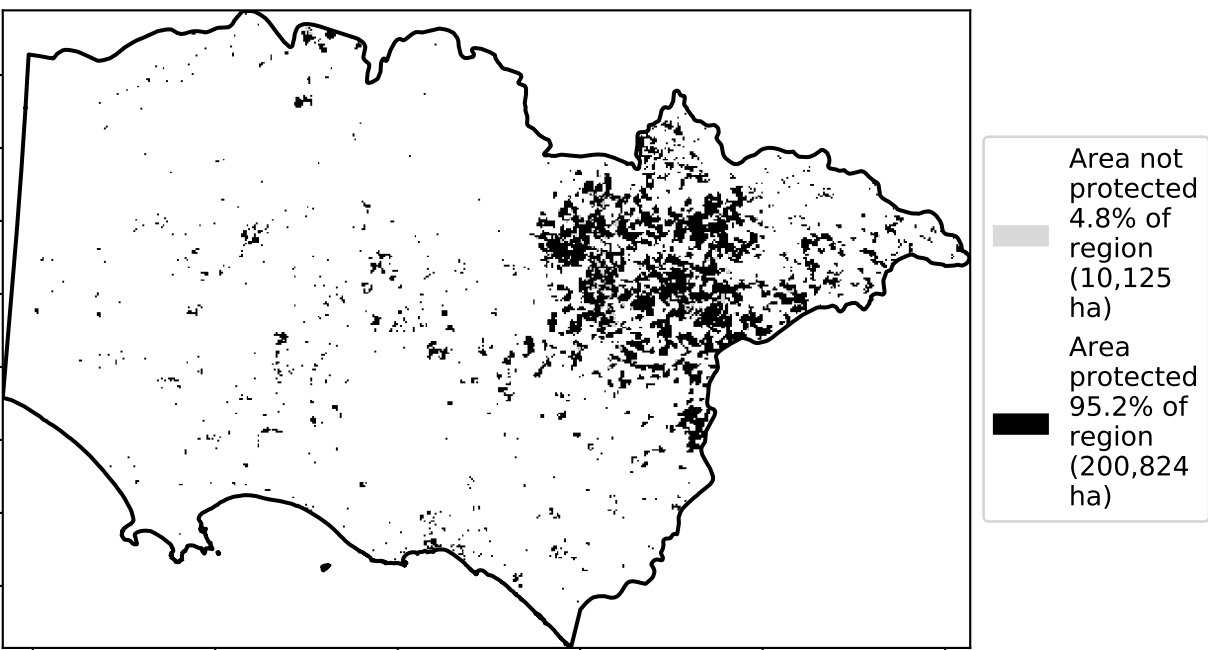 Area not
protected
4.8% of
region
(10,125
ha)
Area
protected
95.2% of
region
(200,824
ha)